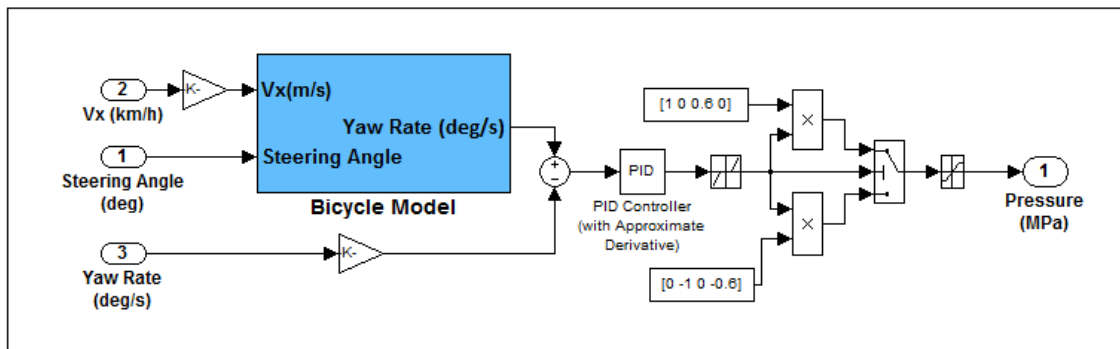 2
K-
Vx (km/h)
1
Steering Angle
(deg)
3
Yaw Rate
(deg/s)
K-
Vx(m/s)
Yaw Rate (deg/s)
Steering Angle
Bicycle Model
+
−
PID
PID Controller
(with Approximate
Derivative)
[1 0 0.6 0]
×
×
[0 -1 0 -0.6]
1
Pressure
(MPa)